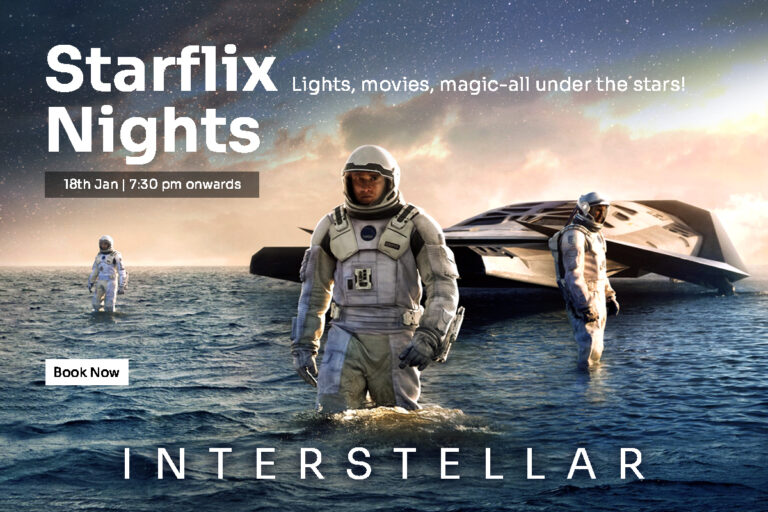 Starflix
Nights
Lights, movies, magic-all under the stars!
18th Jan | 7:30 pm onwards
Book Now
INTERSTELLAR